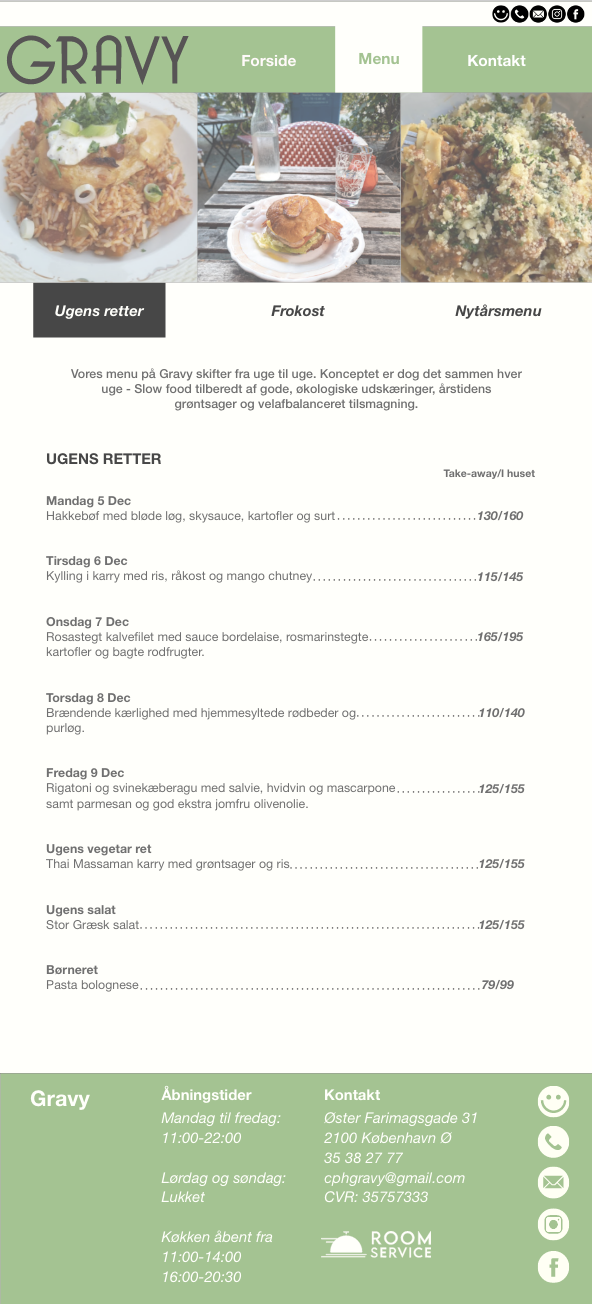 GRAVY
Forside
Menu
Kontakt
Ugens retter
Frokost
Nytårsmenu
Vores menu på Gravy skifter fra uge til uge. Konceptet er dog det sammen hver
uge - Slow food tilberedt af gode, økologiske udskæringer, årstidens
grøntsager og velafbalanceret tilsmagning.
UGENS RETTER
Take-away/I huset
Mandag 5 Dec
Hakkebøf med bløde løg, skysauce, kartofler og surt............................130/160
Tirsdag 6 Dec
Kylling i karry med ris, råkost og mango chutney.................................115/145
Onsdag 7 Dec
Rosastegt kalvefilet med sauce bordelaise, rosmarinstegte......................165/195
kartofler og bagte rodfrugter.
Torsdag 8 Dec
Brændende kærlighed med hjemmesyltede rødbeder og.........................110/140
purløg.
Fredag 9 Dec
Rigatoni og svinekæberagu med salvie, hvidvin og mascarpone.................125/155
samt parmesan og god ekstra jomfru olivenolie.
Ugens vegetar ret
Thai Massaman karry med grøntsager og ris......................................125/155
Ugens salat
Stor Græsk salat....................................................................125/155
Børneret
Pasta bolognese.....................................................................79/99
Gravy
Åbningstider
Mandag til fredag:
11:00-22:00
Lørdag og søndag:
Lukket
Køkken åbent fra
11:00-14:00
16:00-20:30
Kontakt
Øster Farimagsgade 31
2100 København Ø
35 38 27 77
cphgravy@gmail.com
CVR: 35757333
ROOM
SERVICE